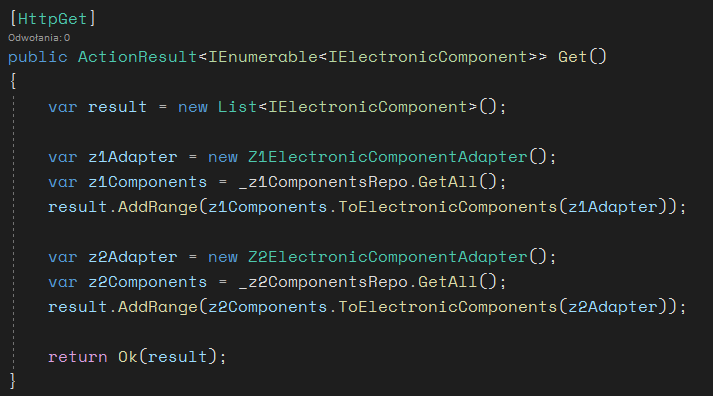 [HttpGet]
Odwołania: 0
public ActionResult<IEnumerable<IElectronicComponent>> Get()
{
    var result = new List<IElectronicComponent>();

    var z1Adapter = new Z1ElectronicComponentAdapter();
    var z1Components = _z1ComponentsRepo.GetAll();
    result.AddRange(z1Components.ToElectronicComponents(z1Adapter));

    var z2Adapter = new Z2ElectronicComponentAdapter();
    var z2Components = _z2ComponentsRepo.GetAll();
    result.AddRange(z2Components.ToElectronicComponents(z2Adapter));

    return Ok(result);
}